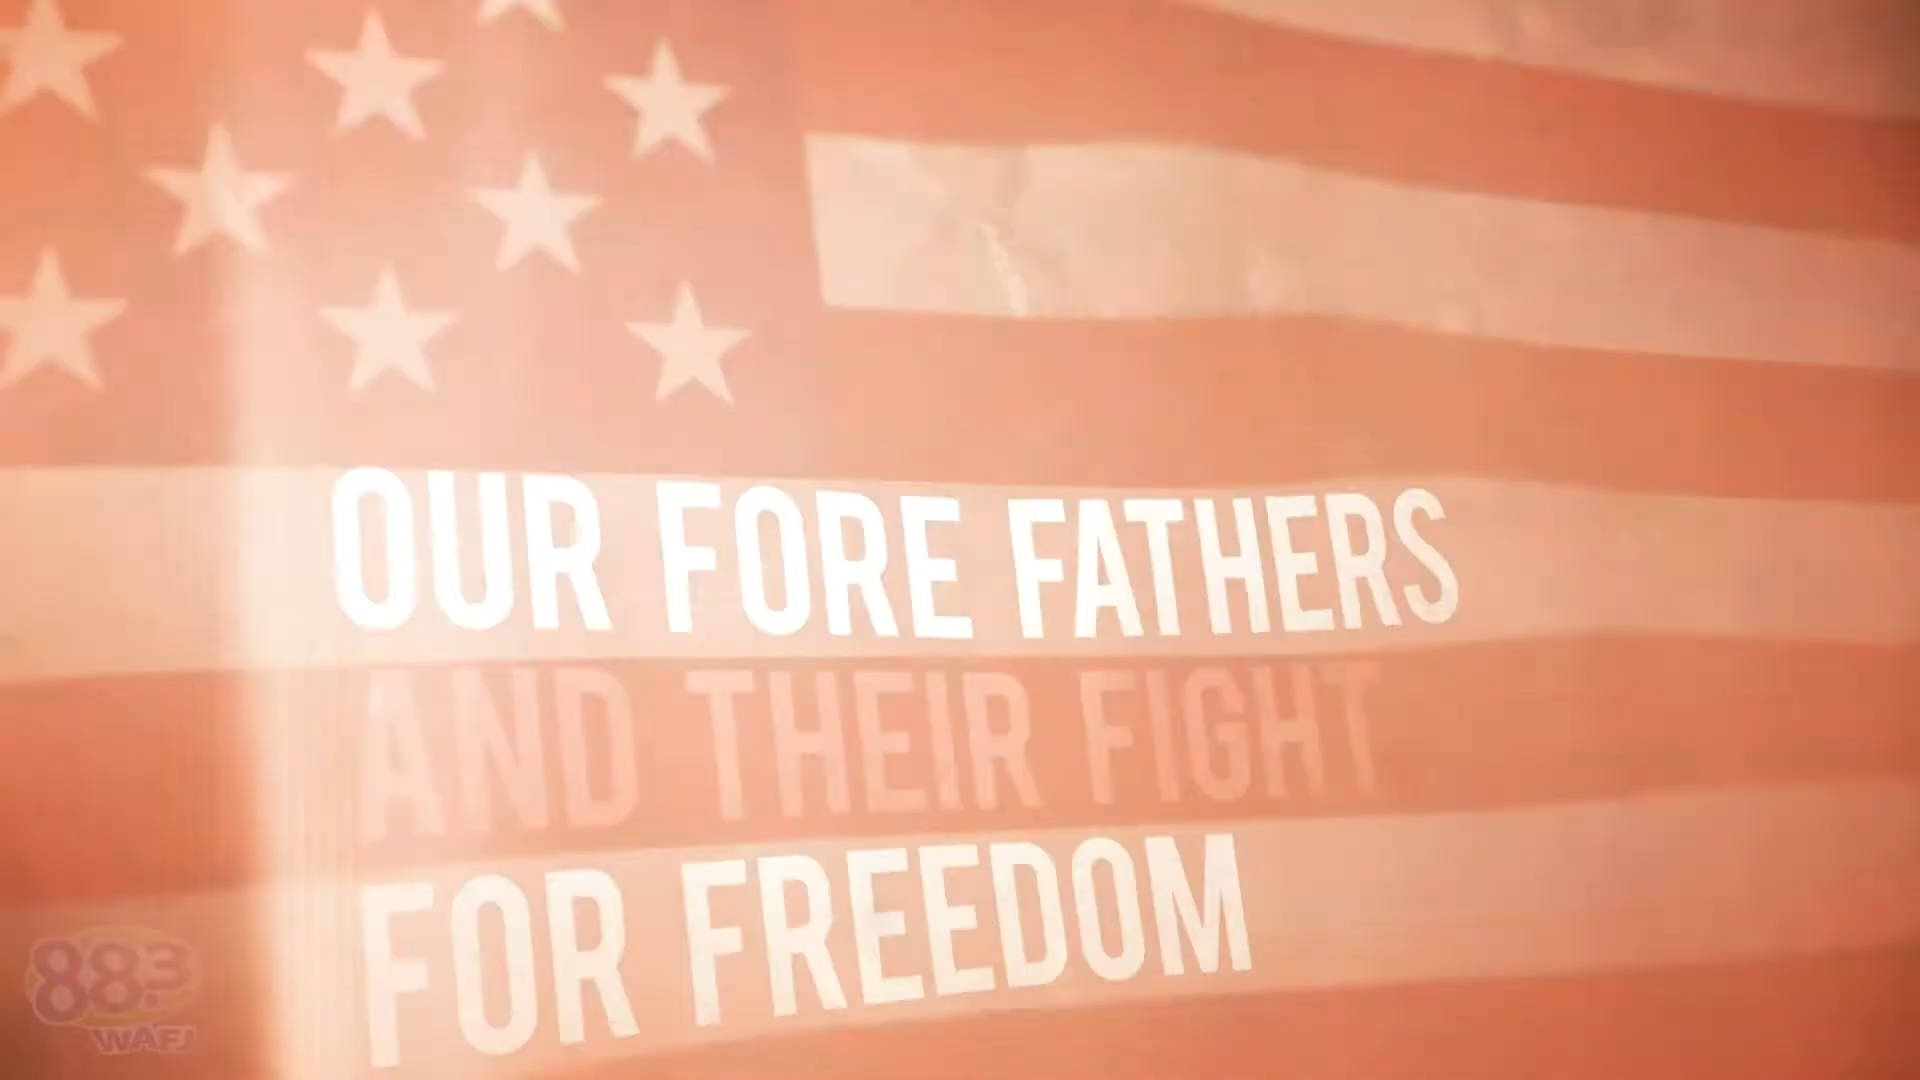 OUR FORE FATHERS
AND THEIR FIGHT
FOR FREEDOM
88.3
WAFJ